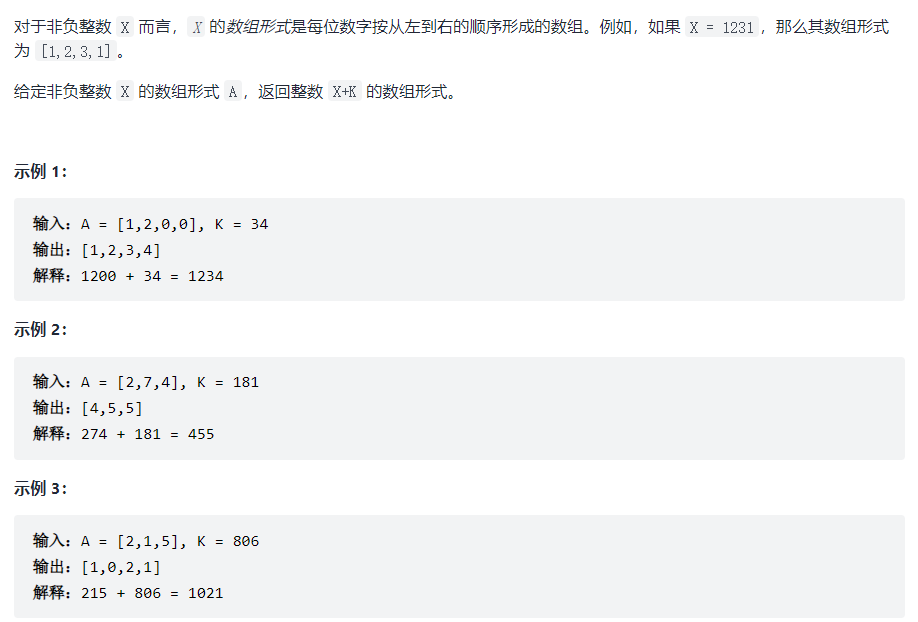 对于非负整数 X 而言，X 的数组形式是每位数字按从左到右的顺序形成的数组。例如，如果 X = 1231，那么其数组形式
为 [1,2,3,1]。
给定非负整数 X 的数组形式 A，返回整数 X+K 的数组形式。
示例 1：
输入：A = [1,2,0,0], K = 34
输出：[1,2,3,4]
解释：1200 + 34 = 1234
示例 2：
输入：A = [2,7,4], K = 181
输出：[4,5,5]
解释：274 + 181 = 455
示例 3：
输入：A = [2,1,5], K = 806
输出：[1,0,2,1]
解释：215 + 806 = 1021